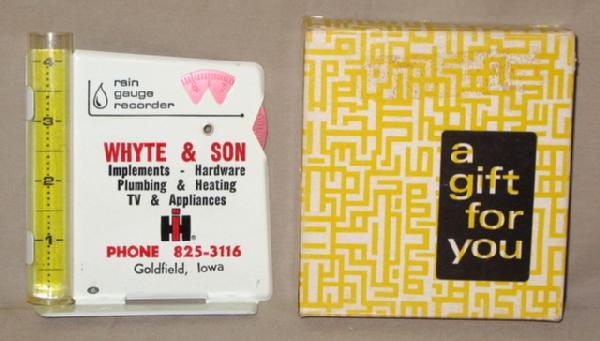 4
3
2
1
rain
gauge
recorder
WHYTE & SON
Implements - Hardware
Plumbing & Heating
TV & Appliances
IH
PHONE 825-3116
Goldfield, Iowa
a
gift
for
you